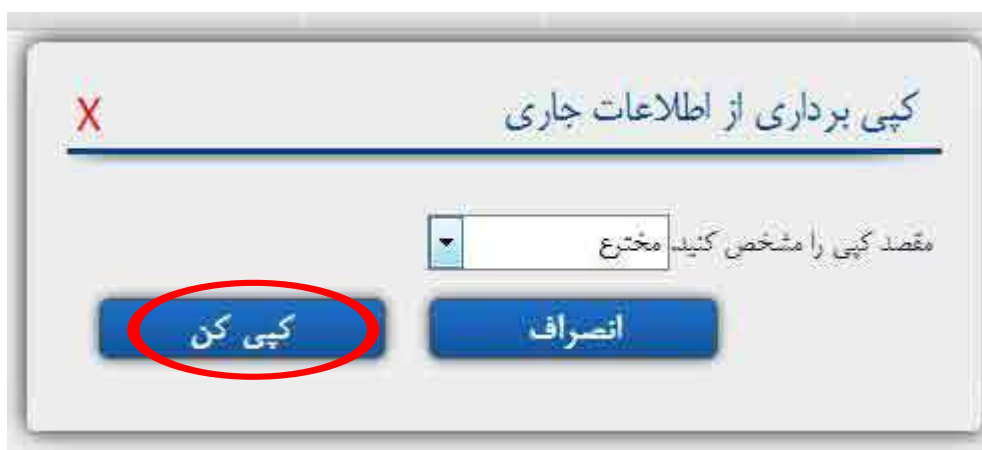 کپی برداری از اطلاعات جاری X
مقصد کپی را مشخص کنید. مخترع
انصراف کپی کن